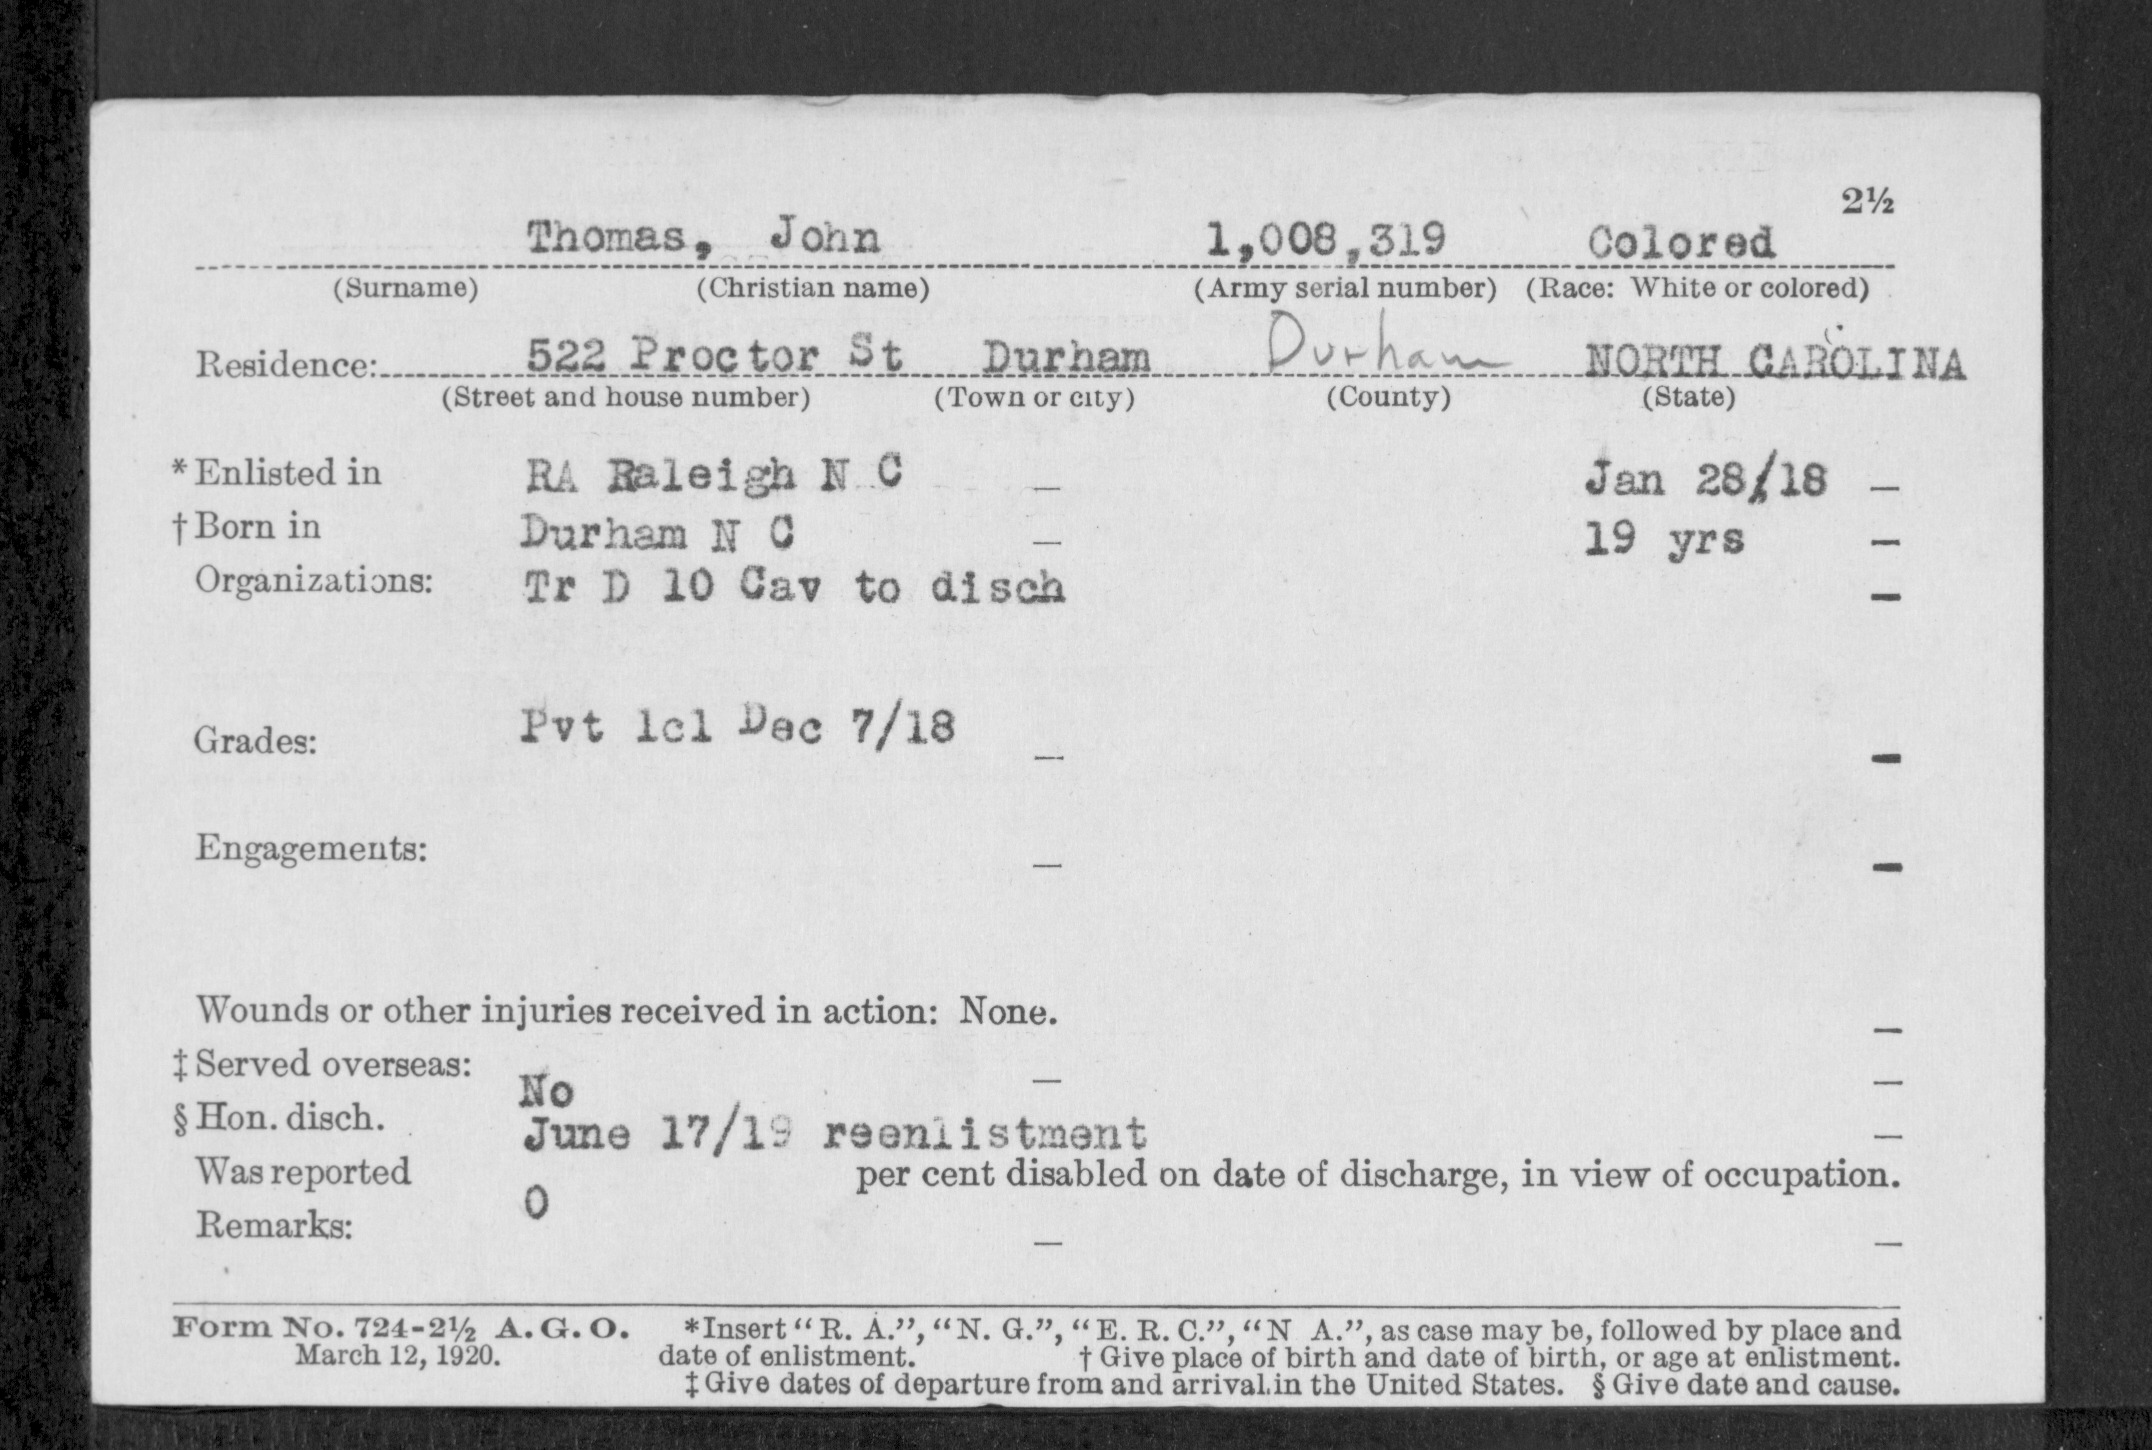 2½
Thomas, John 1,008,319 Colored
(Surname) (Christian name) (Army serial number) (Race: White or colored)
Residence: 522 Proctor St Durham Durham NORTH CAROLINA
(Street and house number) (Town or city) (County) (State)
*Enlisted in RA Raleigh N C — Jan 28/18 —
†Born in Durham N C — 19 yrs —
Organizations: Tr D 10 Cav to disch —
Grades: Pvt 1cl Dec 7/18 — —
Engagements: — —
Wounds or other injuries received in action: None. —
‡Served overseas: No — —
§Hon. disch. June 17/19 reenlistment —
Was reported 0 per cent disabled on date of discharge, in view of occupation.
Remarks: — —
Form No. 724-2½ A.G.O. *Insert "R. A.", "N. G.", "E. R. C.", "N A.", as case may be, followed by place and
March 12, 1920. date of enlistment. †Give place of birth and date of birth, or age at enlistment.
‡Give dates of departure from and arrival in the United States. §Give date and cause.